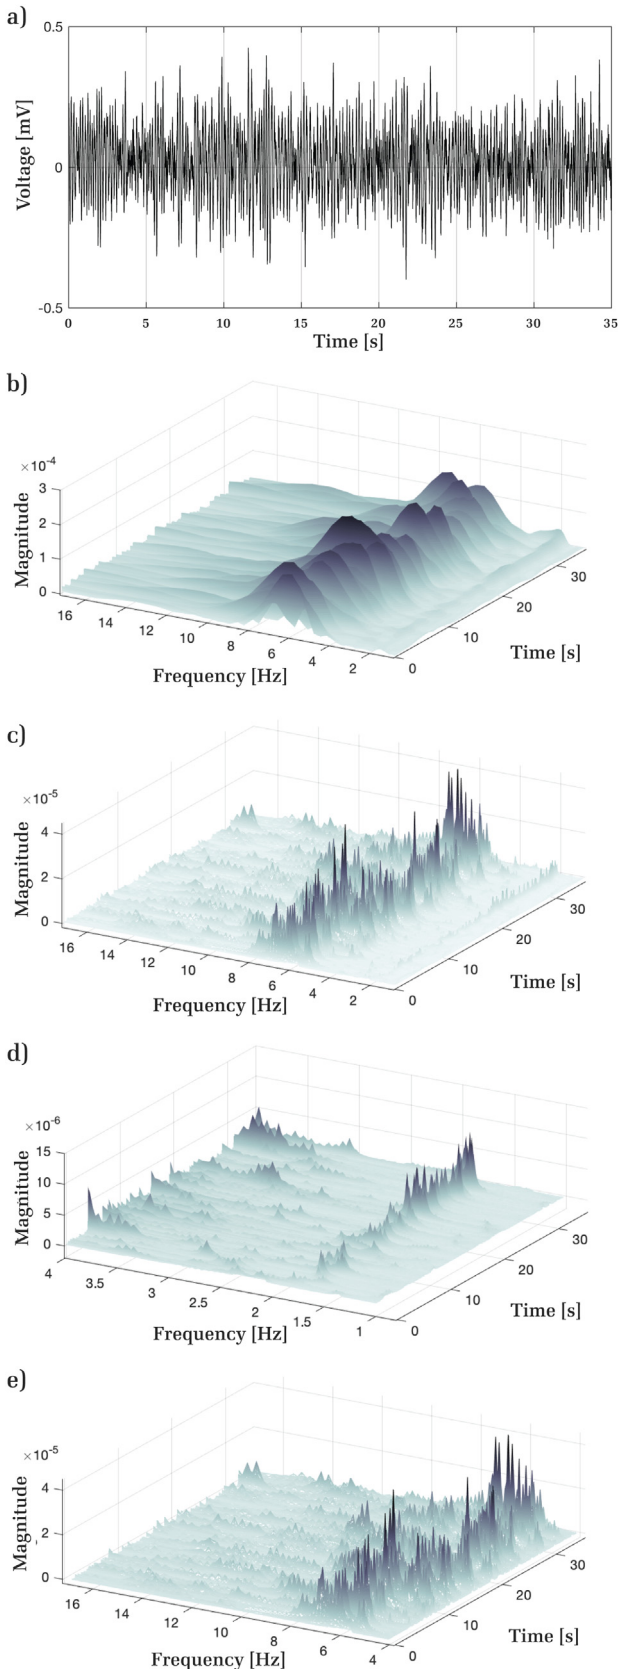 a)
0.5
0
-0.5
Voltage [mV]
0 5 10 15 20 25 30 35
Time [s]
b)
×10⁻⁴
3
2
1
0
Magnitude
16 14 12 10 8 6 4 2
Frequency [Hz]
0 10 20 30
Time [s]
c)
×10⁻⁵
4
2
0
Magnitude
16 14 12 10 8 6 4 2
Frequency [Hz]
0 10 20 30
Time [s]
d)
×10⁻⁶
15
10
5
0
Magnitude
4 3.5 3 2.5 2 1.5 1
Frequency [Hz]
0 10 20 30
Time [s]
e)
×10⁻⁵
4
2
0
Magnitude
16 14 12 10 8 6 4
Frequency [Hz]
0 10 20 30
Time [s]